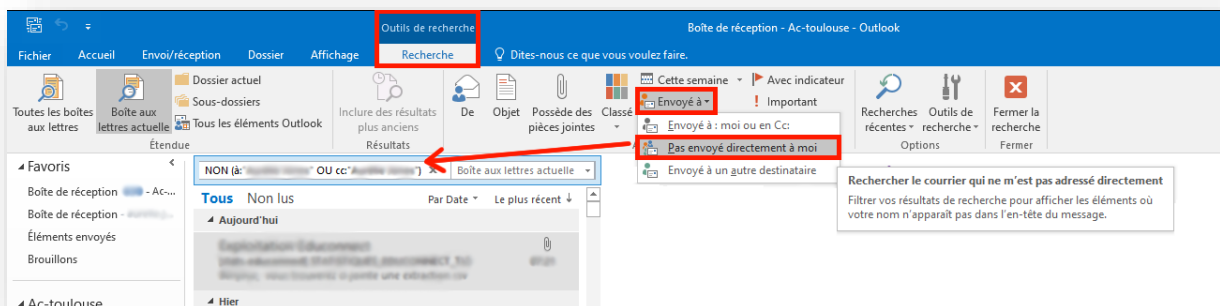 Outils de recherche
Boîte de réception - Ac-toulouse - Outlook
Fichier Accueil Envoi/réception Dossier Affichage Recherche Dites-nous ce que vous voulez faire.
Toutes les boîtes aux lettres
Boîte aux lettres actuelle
Dossier actuel
Sous-dossiers
Tous les éléments Outlook
Étendue
Inclure des résultats plus anciens
Résultats
De
Objet
Possède des pièces jointes
Classé
Cette semaine
Envoyé à
Avec indicateur
! Important
Envoyé à : moi ou en Cc:
Pas envoyé directement à moi
Envoyé à un autre destinataire
A
Recherches récentes
Outils de recherche
Options
Fermer la recherche
Fermer
Rechercher le courrier qui ne m'est pas adressé directement
Filtrer vos résultats de recherche pour afficher les éléments où
votre nom n'apparaît pas dans l'en-tête du message.
Favoris
Boîte de réception - Ac-...
Boîte de réception -
Éléments envoyés
Brouillons
Ac-toulouse
NON (à:" " OU cc:" ")
Boîte aux lettres actuelle
Tous Non lus
Par Date Le plus récent ↓
Aujourd'hui
Hier